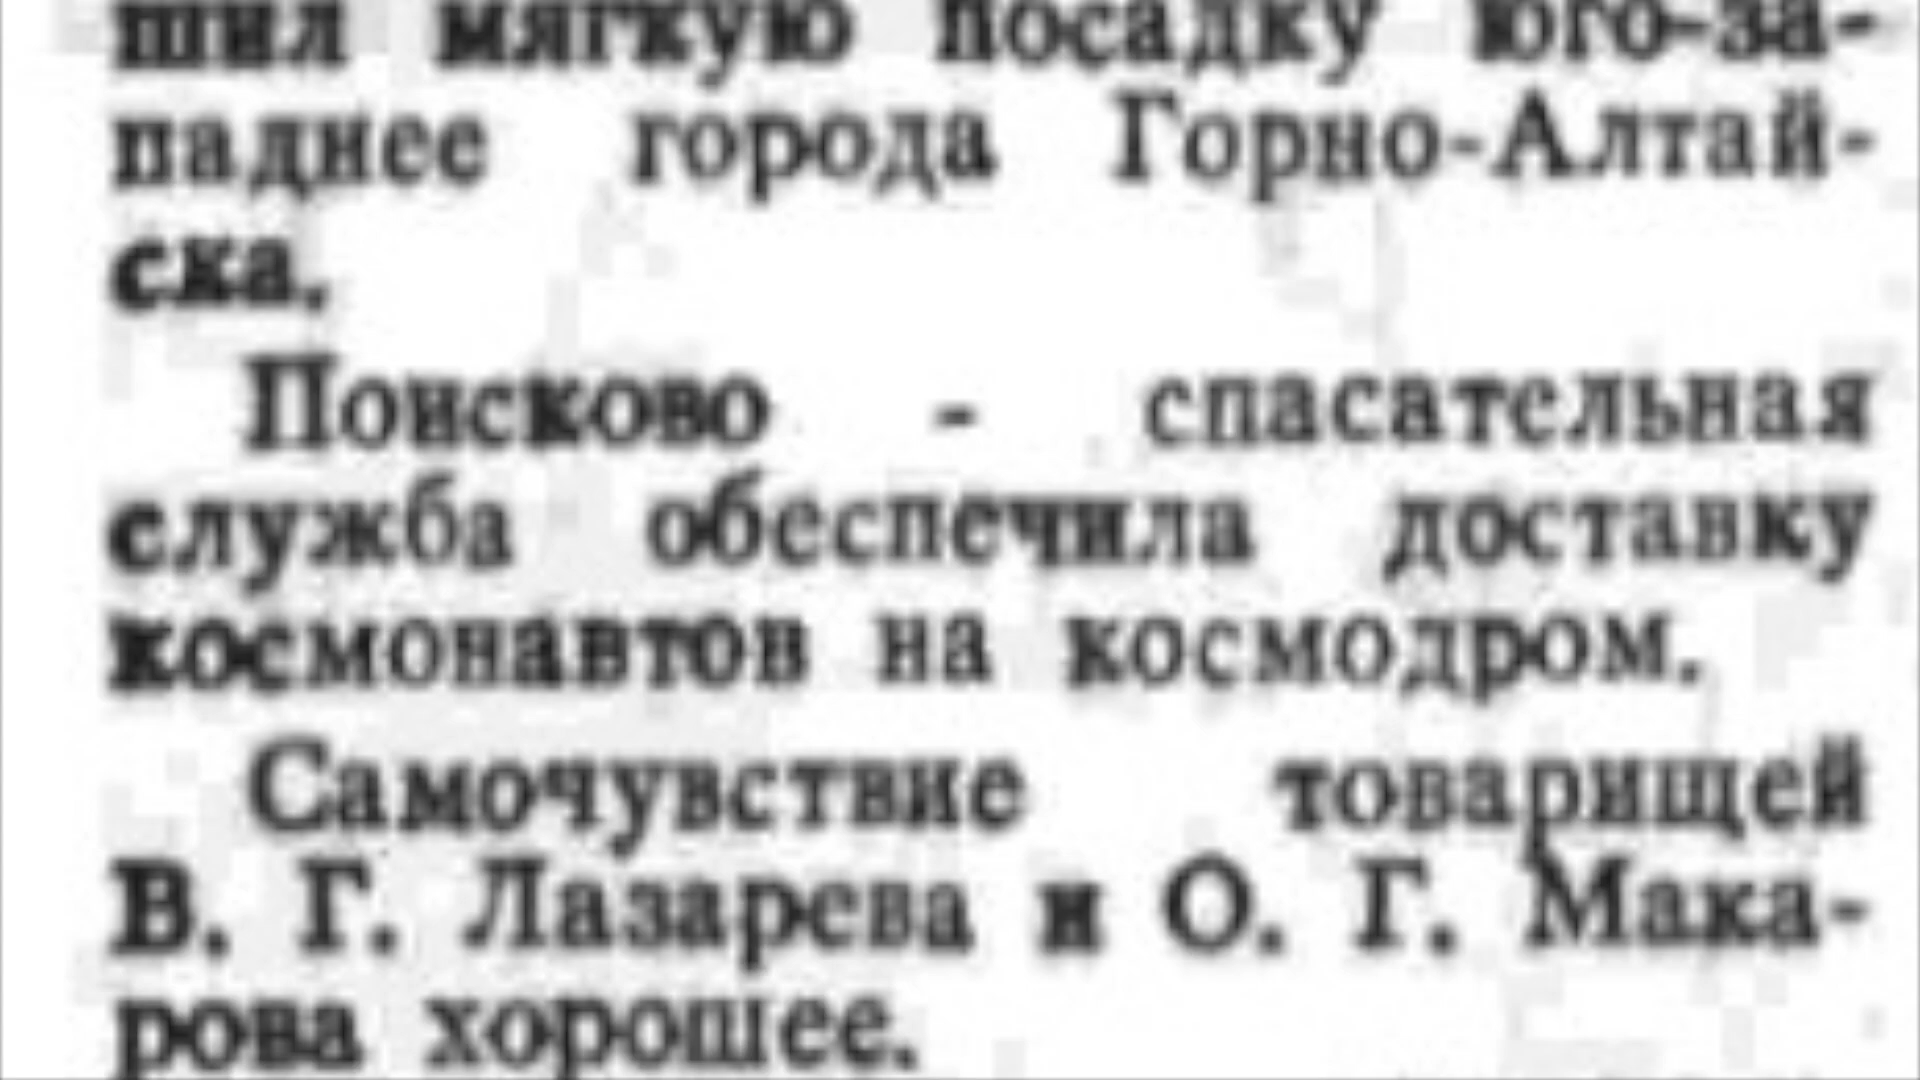 шил мягкую посадку юго-за-
паднее города Горно-Алтай-
ска.
Поисково - спасательная
служба обеспечила доставку
космонавтов на космодром.
Самочувствие товарищей
В. Г. Лазарева и О. Г. Мака-
рова хорошее.